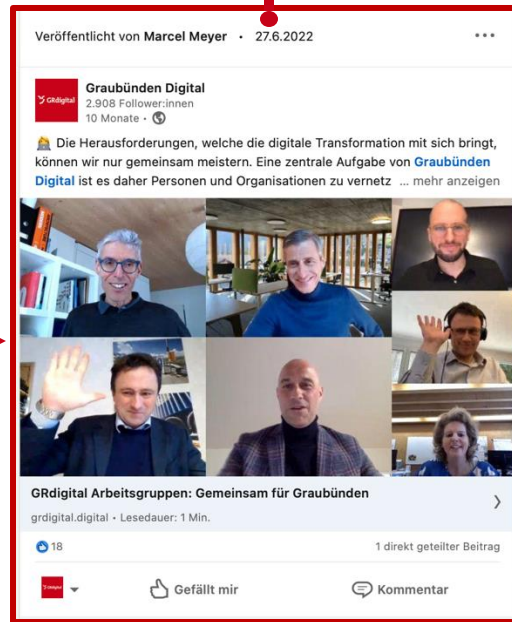 Veröffentlicht von Marcel Meyer • 27.6.2022
GRdigital
Graubünden Digital
2.908 Follower:innen
10 Monate •
Die Herausforderungen, welche die digitale Transformation mit sich bringt,
können wir nur gemeinsam meistern. Eine zentrale Aufgabe von Graubünden
Digital ist es daher Personen und Organisationen zu vernetz ... mehr anzeigen
GRdigital Arbeitsgruppen: Gemeinsam für Graubünden
grdigital.digital • Lesedauer: 1 Min.
18
1 direkt geteilter Beitrag
Gefällt mir
Kommentar